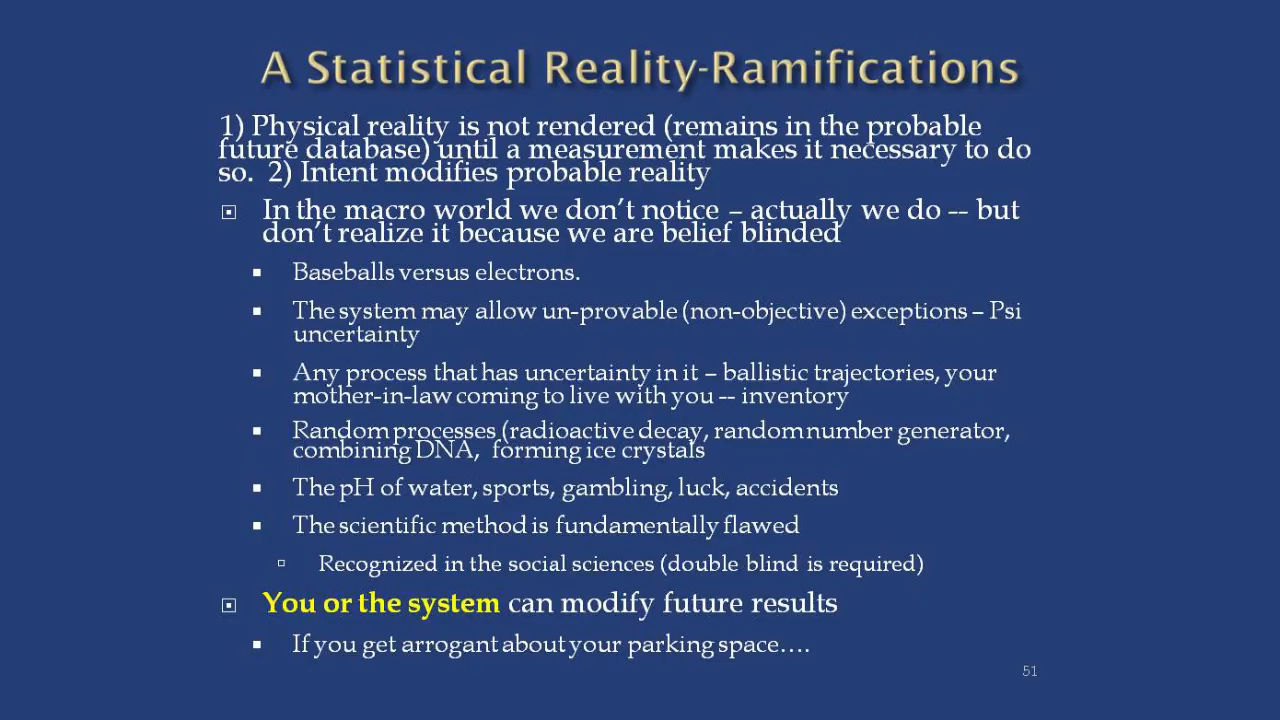 A Statistical Reality-Ramifications
1) Physical reality is not rendered (remains in the probable
future database) until a measurement makes it necessary to do
so.  2) Intent modifies probable reality
In the macro world we don't notice – actually we do -- but
don't realize it because we are belief blinded
Baseballs versus electrons.
The system may allow un-provable (non-objective) exceptions – Psi
uncertainty
Any process that has uncertainty in it – ballistic trajectories, your
mother-in-law coming to live with you -- inventory
Random processes (radioactive decay, random number generator,
combining DNA,  forming ice crystals
The pH of water, sports, gambling, luck, accidents
The scientific method is fundamentally flawed
Recognized in the social sciences (double blind is required)
You or the system can modify future results
If you get arrogant about your parking space….
51